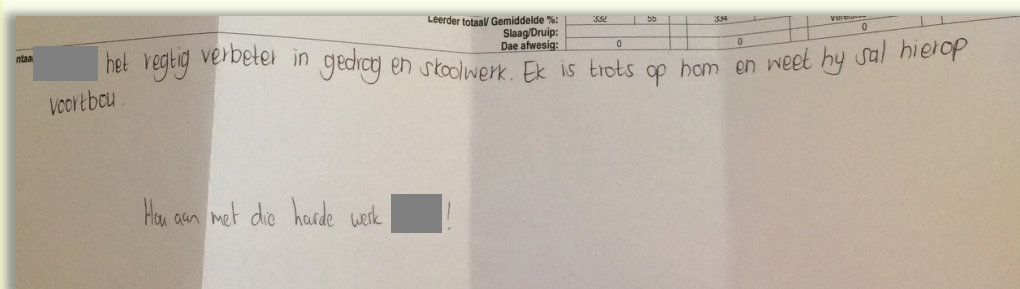 Leerder totaal/ Gemiddelde %: 332 55 334
Slaag/Druip:
Dae afwesig: 0 0 0
het regtig verbeter in gedrag en skoolwerk. Ek is trots op hom en weet hy sal hierop
voortbou.
Hou aan met die harde werk !